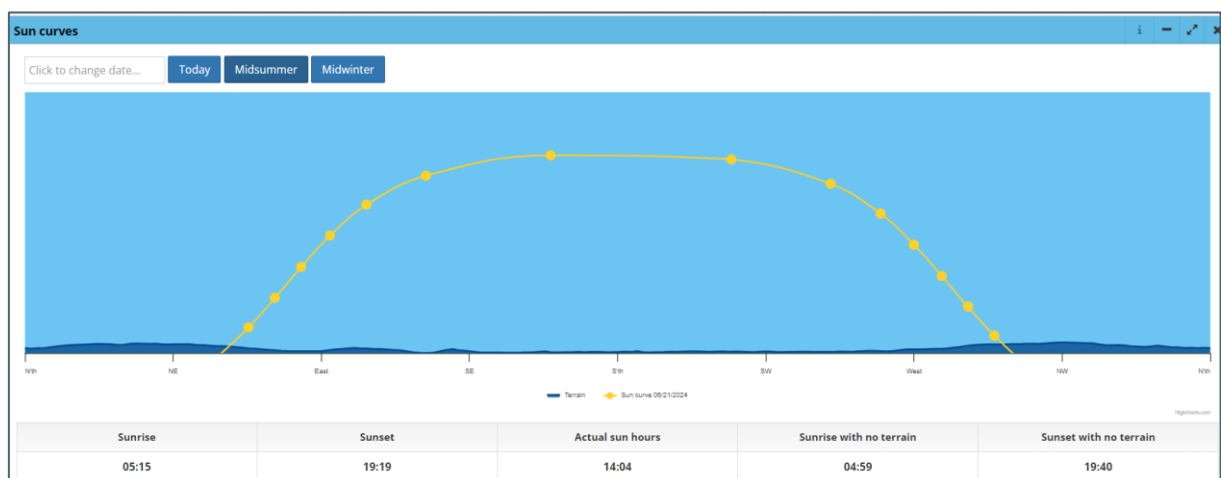 Sun curves
Click to change date... Today Midsummer Midwinter
N'th NE East SE S'th SW West NW N'th
Terrain Sun curve 06/21/2024
Highcharts.com
Sunrise Sunset Actual sun hours Sunrise with no terrain Sunset with no terrain
05:15 19:19 14:04 04:59 19:40